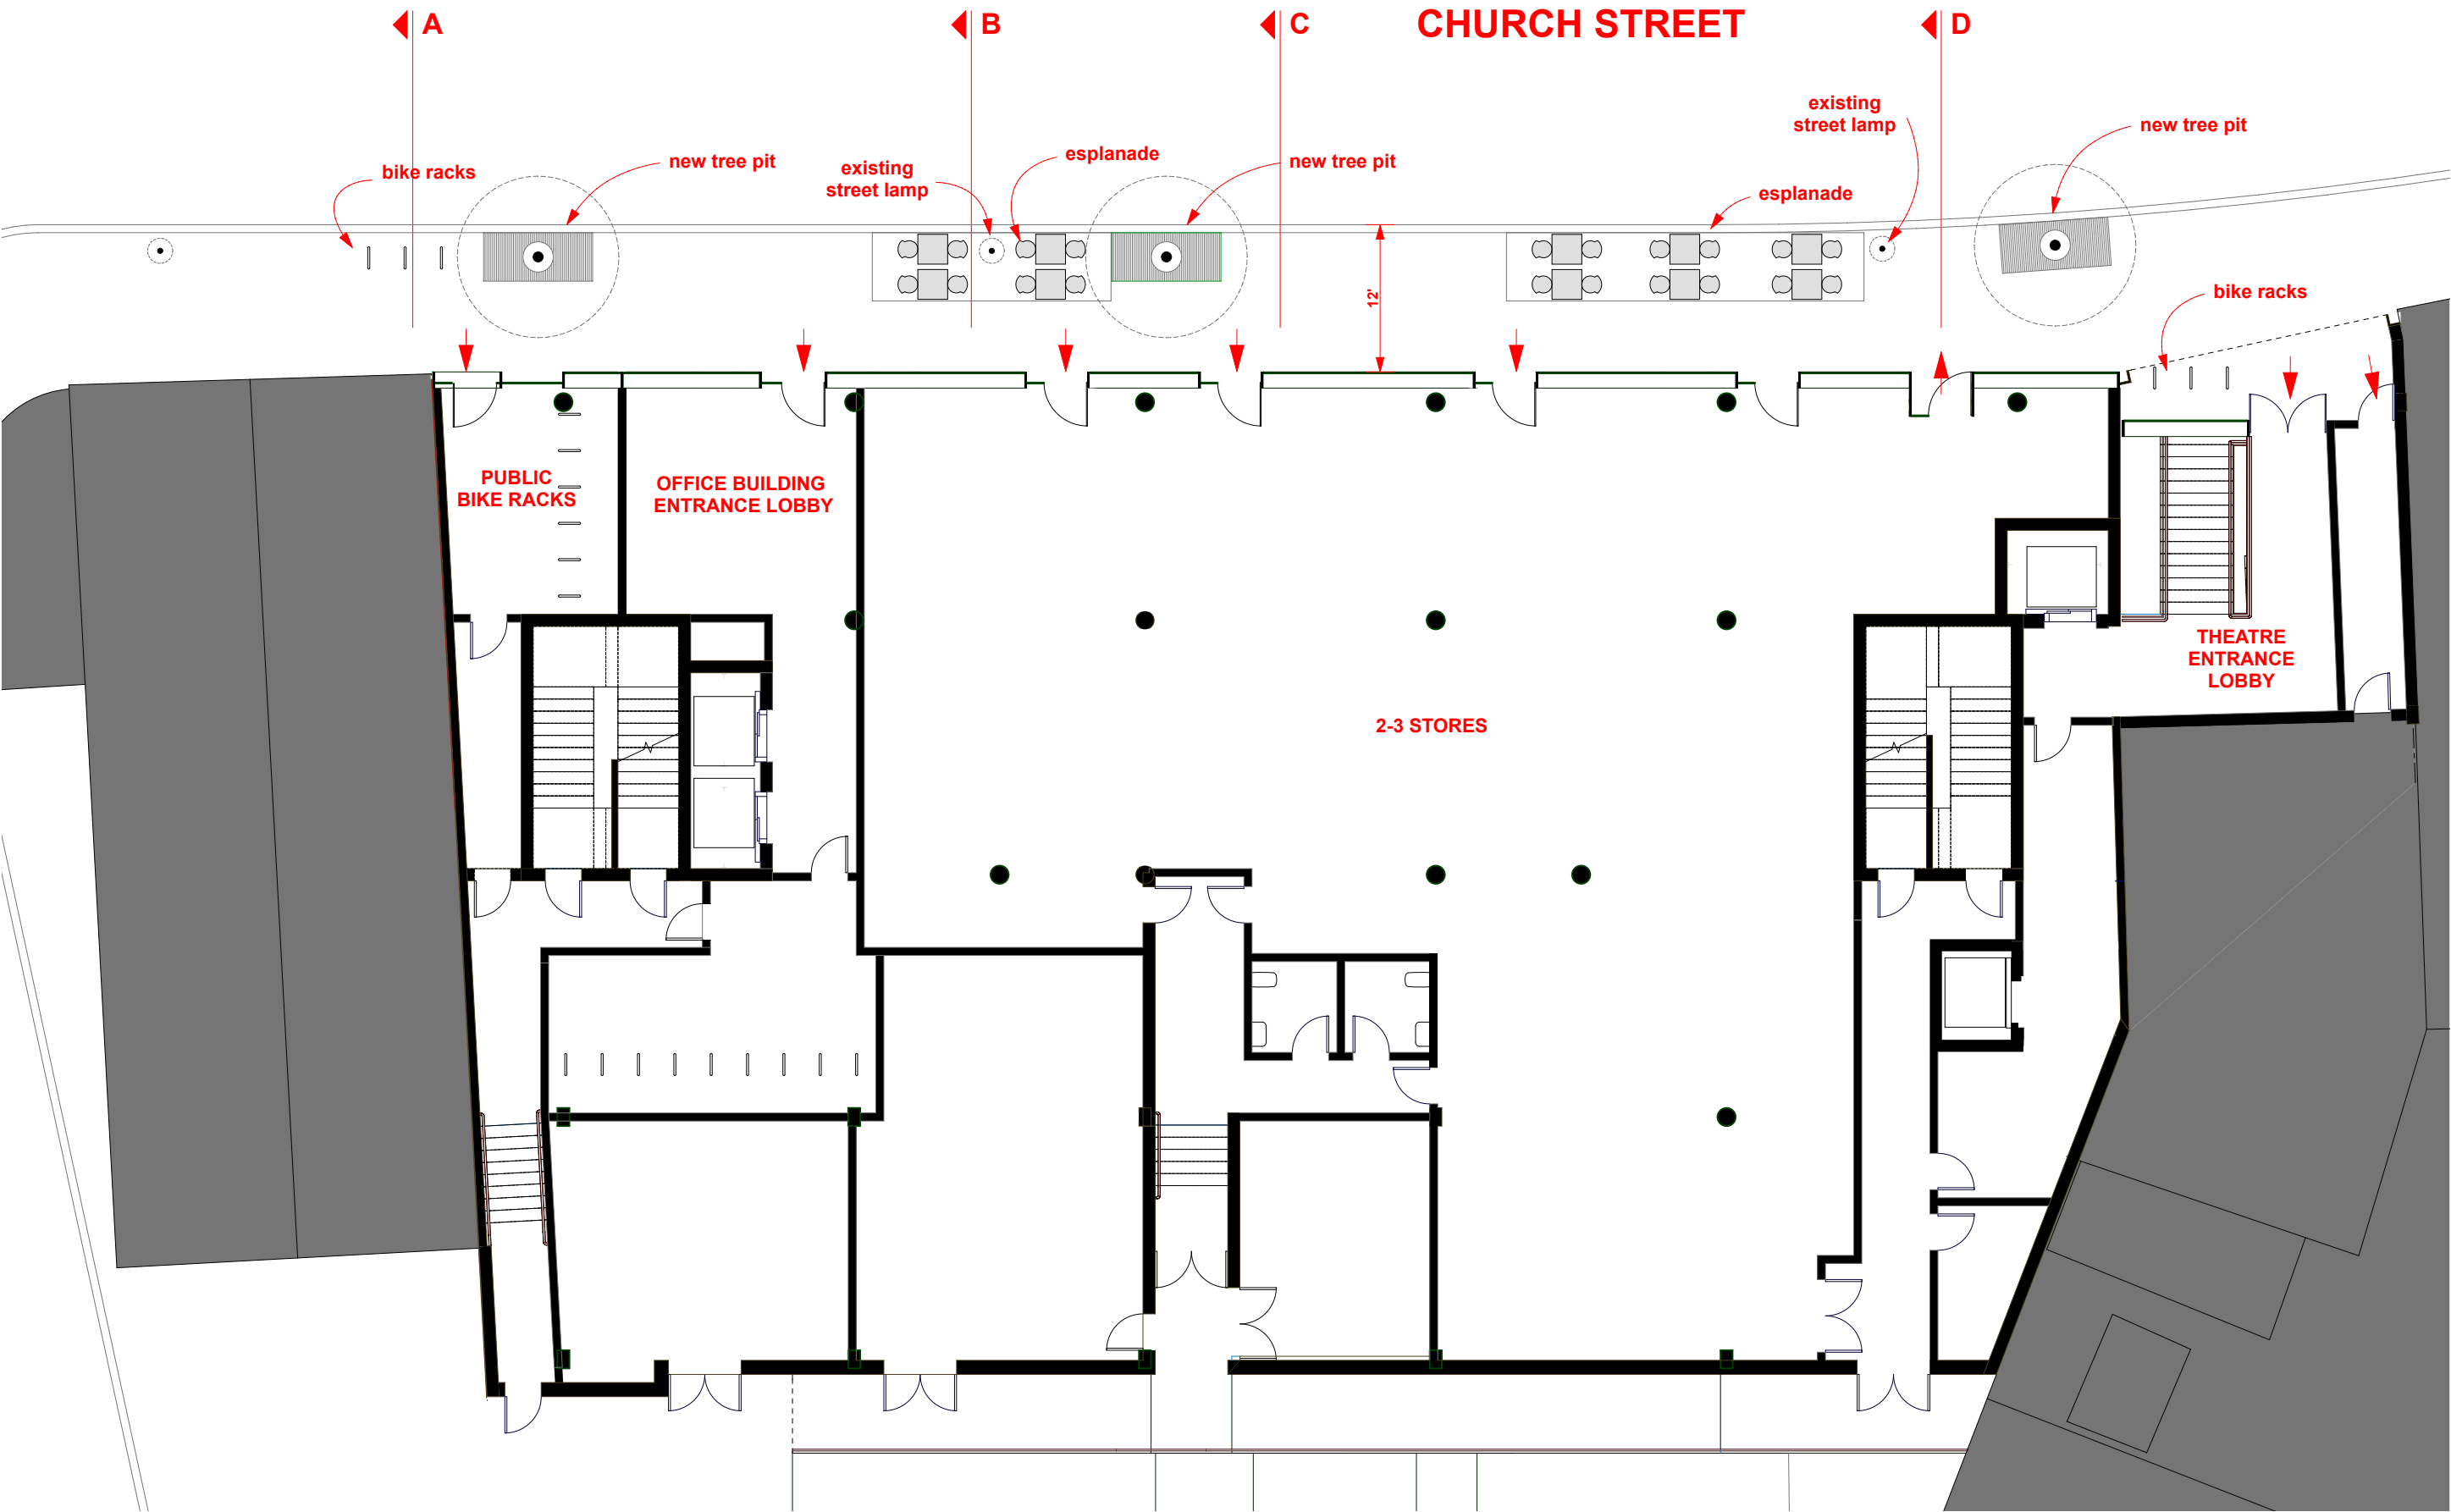 A
B
C
CHURCH STREET
D
existing
street lamp
new tree pit
bike racks
new tree pit
existing
street lamp
esplanade
new tree pit
esplanade
12'
bike racks
PUBLIC
BIKE RACKS
OFFICE BUILDING
ENTRANCE LOBBY
THEATRE
ENTRANCE
LOBBY
2-3 STORES